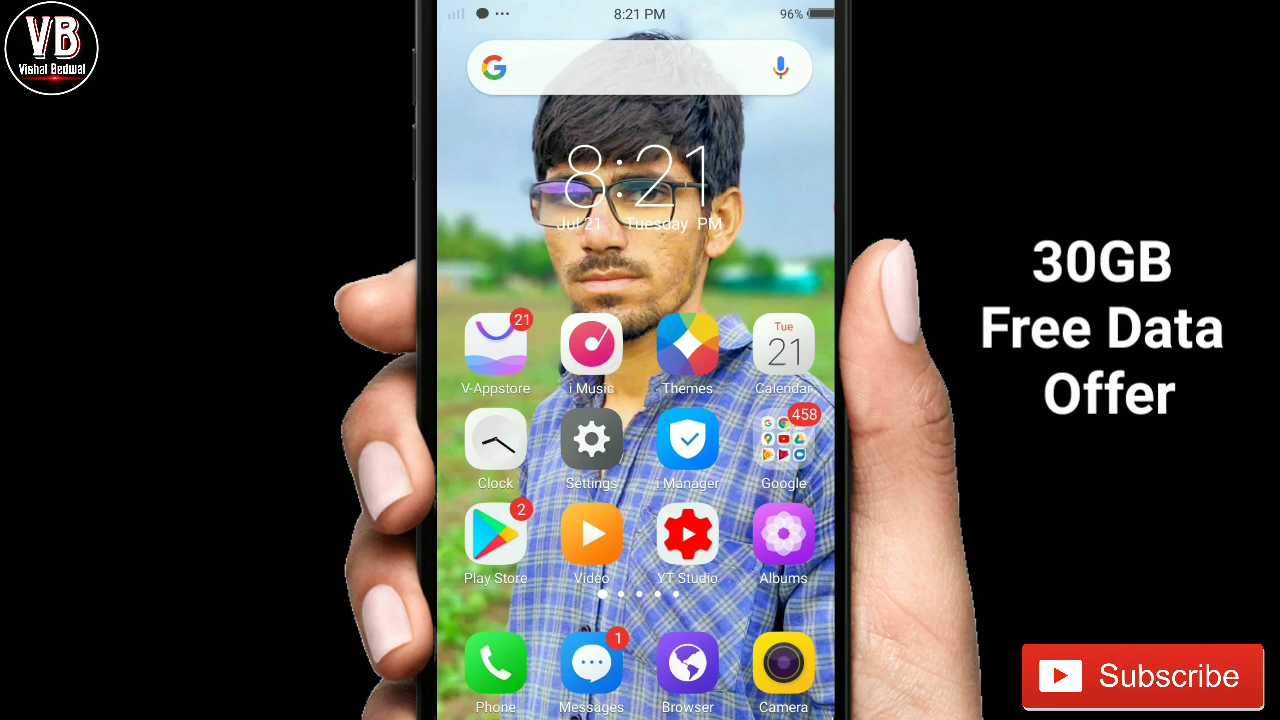 VB
Vishal Bedwal
8:21 PM
96%
8:21
Jul 21 Tuesday PM
21
V-Appstore
i Music
Themes
Tue
21
Calendar
Clock
Settings
i Manager
458
Google
2
Play Store
Video
YT Studio
Albums
Phone
1
Messages
Browser
Camera
30GB
Free Data
Offer
Subscribe